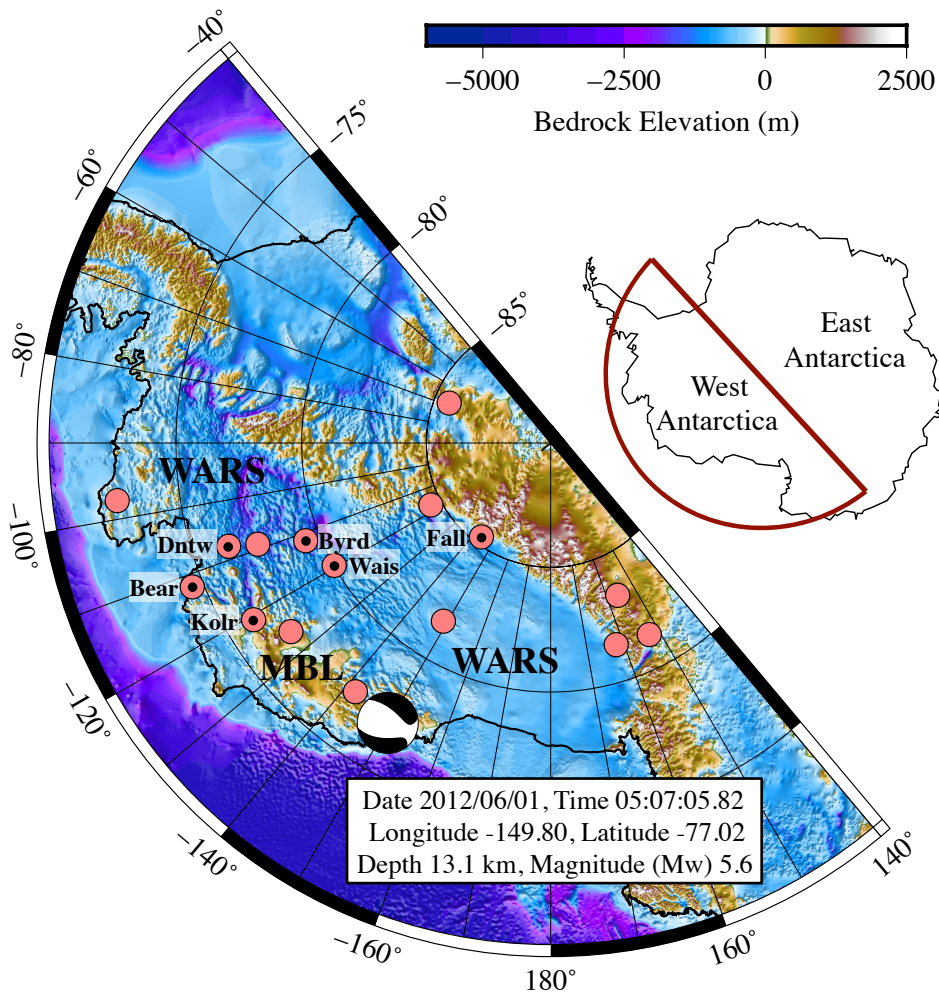 −5000 −2500 0 2500
Bedrock Elevation (m)
−40°
−75°
−60°
−80°
−85°
−80°
East
Antarctica
West
Antarctica
WARS
−100°
Dntw
Byrd
Fall
Wais
Bear
Kolr
MBL
WARS
−120°
Date 2012/06/01, Time 05:07:05.82
Longitude -149.80, Latitude -77.02
Depth 13.1 km, Magnitude (Mw) 5.6
−140°
140°
−160°
160°
180°